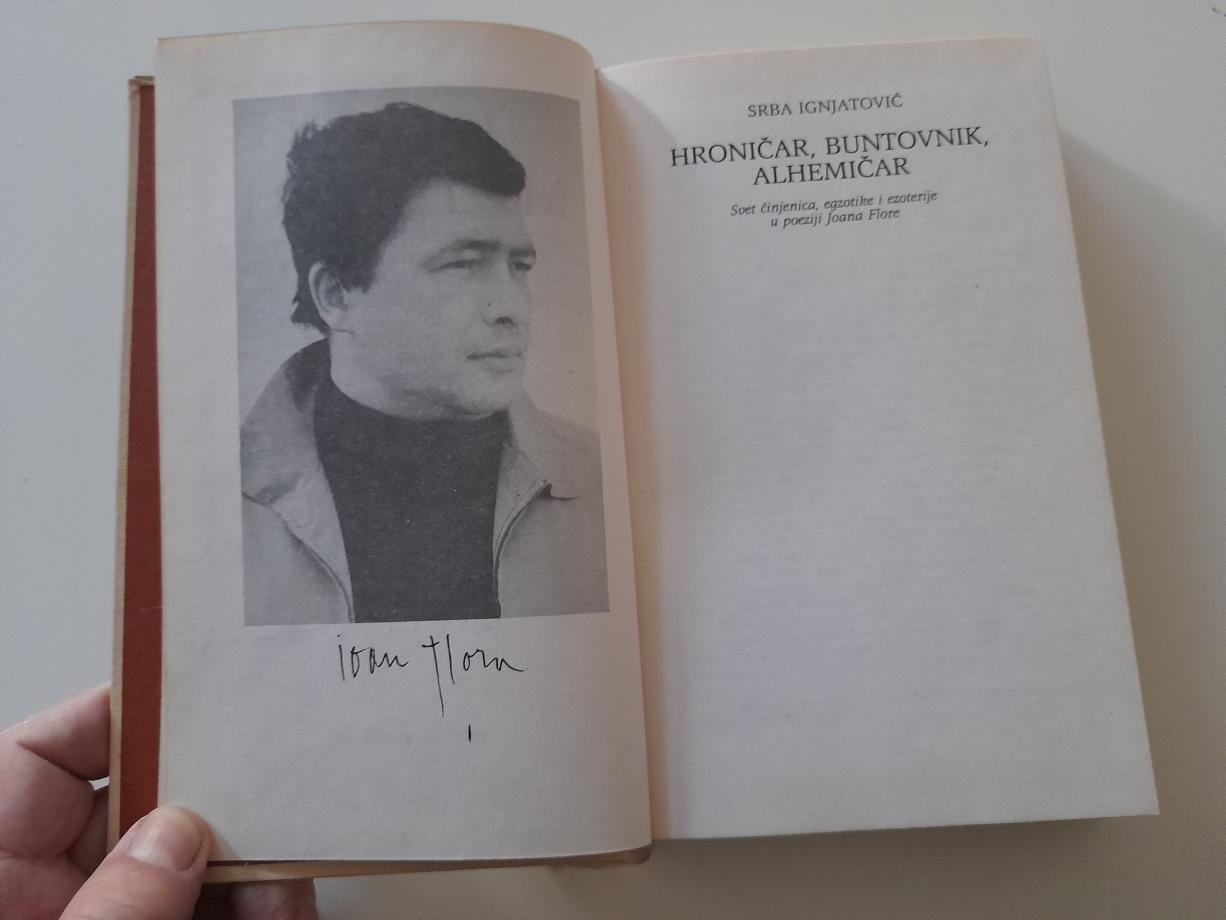 ioan flora
SRBA IGNJATOVIĆ
HRONIČAR, BUNTOVNIK,
ALHEMIČAR
Svet činjenica, egzotike i ezoterije
u poeziji Joana Flore